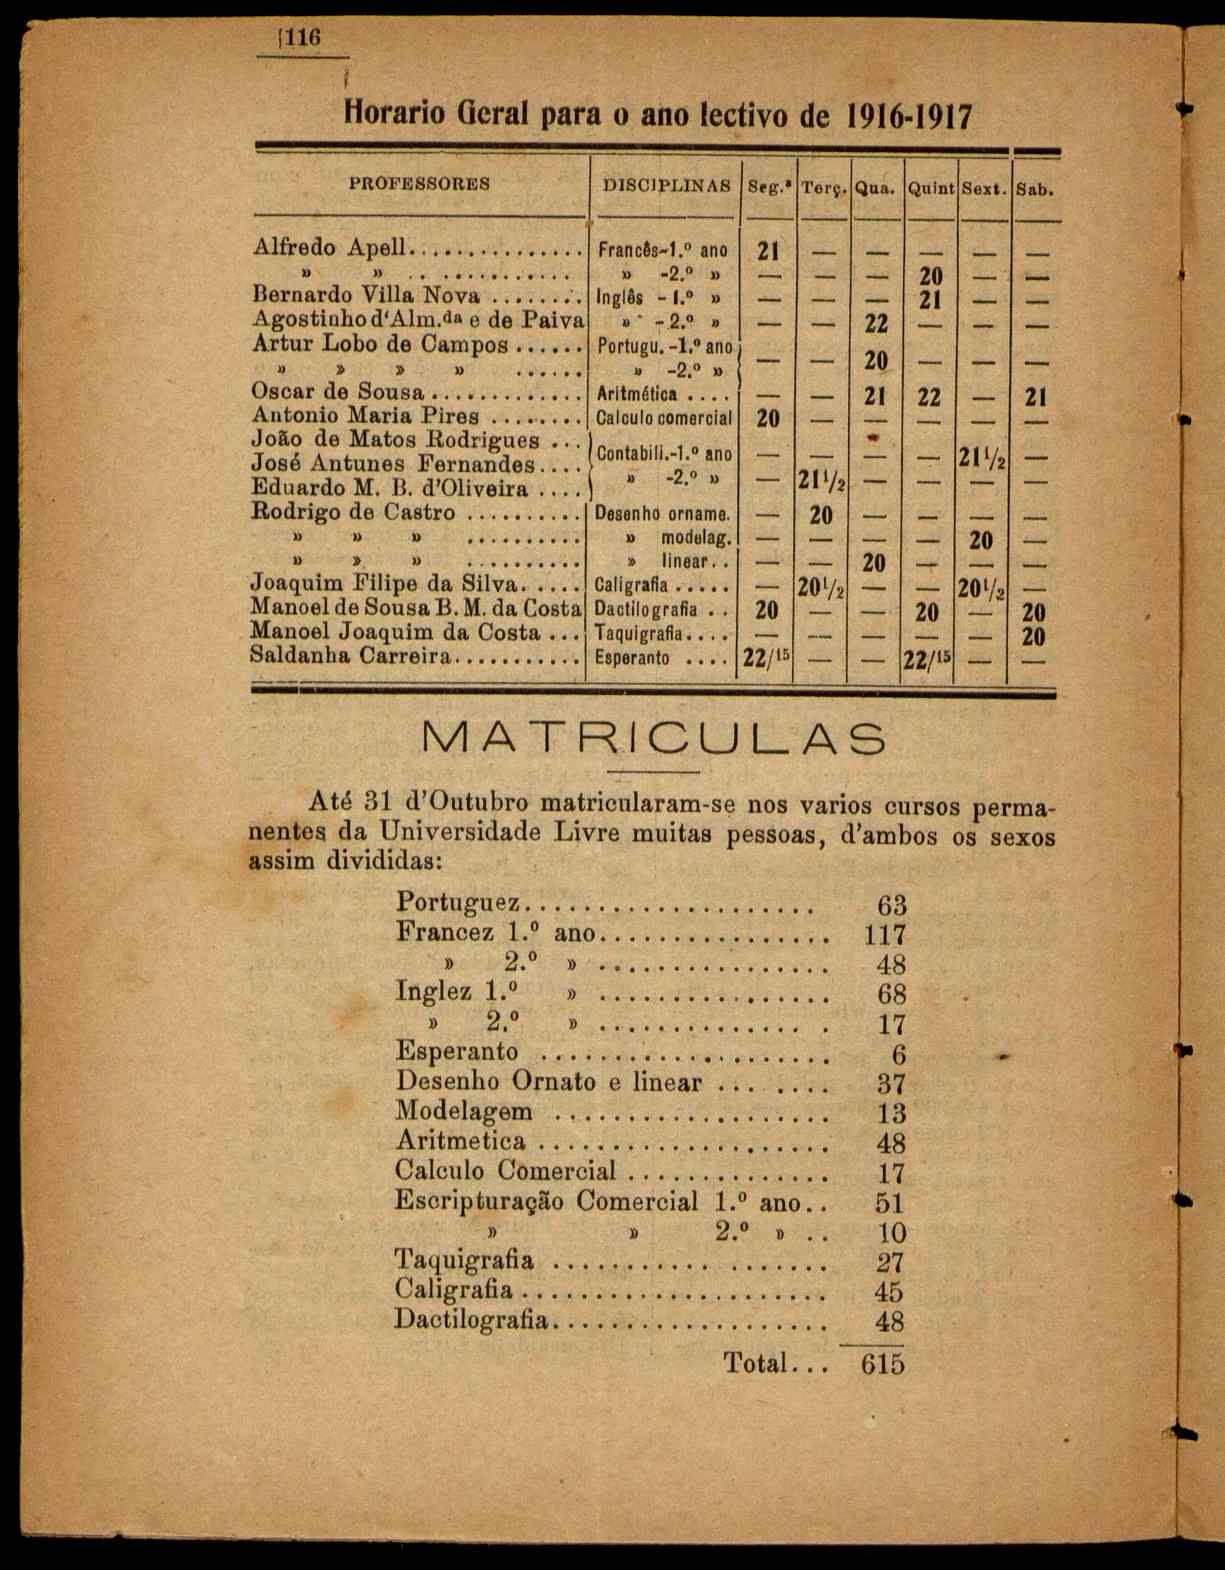 116
Horario Geral para o ano lectivo de 1916-1917
PROFESSORES DISCIPLINAS Seg.ª Terç. Qua. Quint Sext. Sab.
Alfredo Apell............... Francês-1.º ano 21 — — — — —
» » .. ............ » -2.º » — — — 20 — —
Bernardo Villa Nova ........ Inglês - 1.º » — — — 21 — —
Agostinho d'Alm.da e de Paiva » - 2.º » — — 22 — — —
Artur Lobo de Campos ...... Portugu. -1.º ano
» » » » ...... » -2.º » } — — 20 — — —
Oscar de Sousa ............. Aritmética .... — — 21 22 — 21
Antonio Maria Pires ........ Calculo comercial 20 — — — — —
João de Matos Rodrigues ...
José Antunes Fernandes.... } Contabili.-1.º ano — — — — 21 1/2 —
Eduardo M. B. d'Oliveira .... » -2.º » — 21 1/2 — — — —
Rodrigo de Castro .......... Desenho orname. — 20 — — — —
» » » .......... » modelag. — — — — 20 —
» » » .......... » linear.. — — 20 — — —
Joaquim Filipe da Silva. .... Caligrafia ..... — 20 1/2 — — 20 1/2 —
Manoel de Sousa B. M. da Costa Dactilografia .. 20 — — 20 — 20
Manoel Joaquim da Costa ... Taquigrafia.... — — — — — 20
Saldanha Carreira........... Esperanto .... 22/15 — — 22/15 — —
MATRICULAS
Até 31 d'Outubro matricularam-se nos varios cursos perma-
nentes da Universidade Livre muitas pessoas, d'ambos os sexos
assim divididas:
Portuguez.................... 63
Francez 1.º ano................ 117
» 2.º » ................ 48
Inglez 1.º » ................ 68
» 2.º » .............. . 17
Esperanto .................... 6
Desenho Ornato e linear ... .... 37
Modelagem ................... 13
Aritmetica .................... 48
Calculo Comercial .............. 17
Escripturação Comercial 1.º ano.. 51
» » 2.º » .. 10
Taquigrafia ........... ....... 27
Caligrafia ..................... 45
Dactilografia................... 48
Total... 615